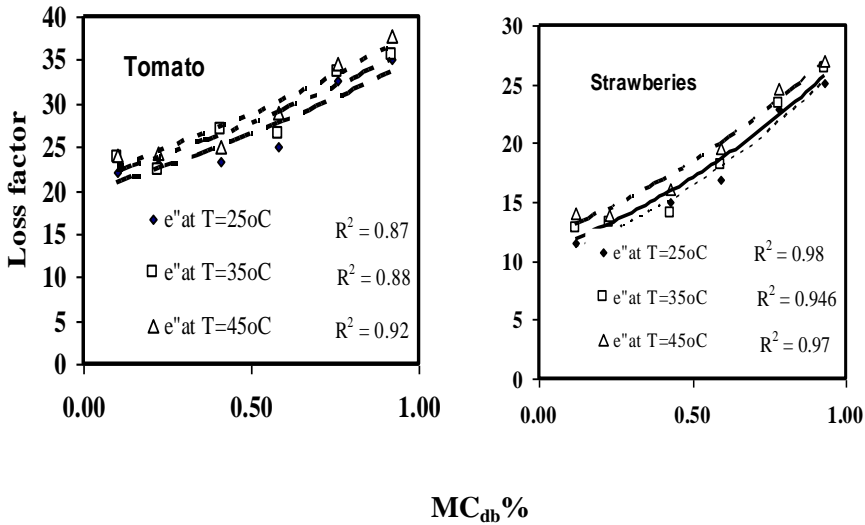 Loss factor
40
35
30
25
20
15
10
5
0
0.00
0.50
1.00
Tomato
e"at T=25oC
R² = 0.87
e"at T=35oC
R² = 0.88
e"at T=45oC
R² = 0.92
30
25
20
15
10
5
0
0.00
0.50
1.00
Strawberies
e"at T=25oC
R² = 0.98
e"at T=35oC
R² = 0.946
e"at T=45oC
R² = 0.97
MCdb%